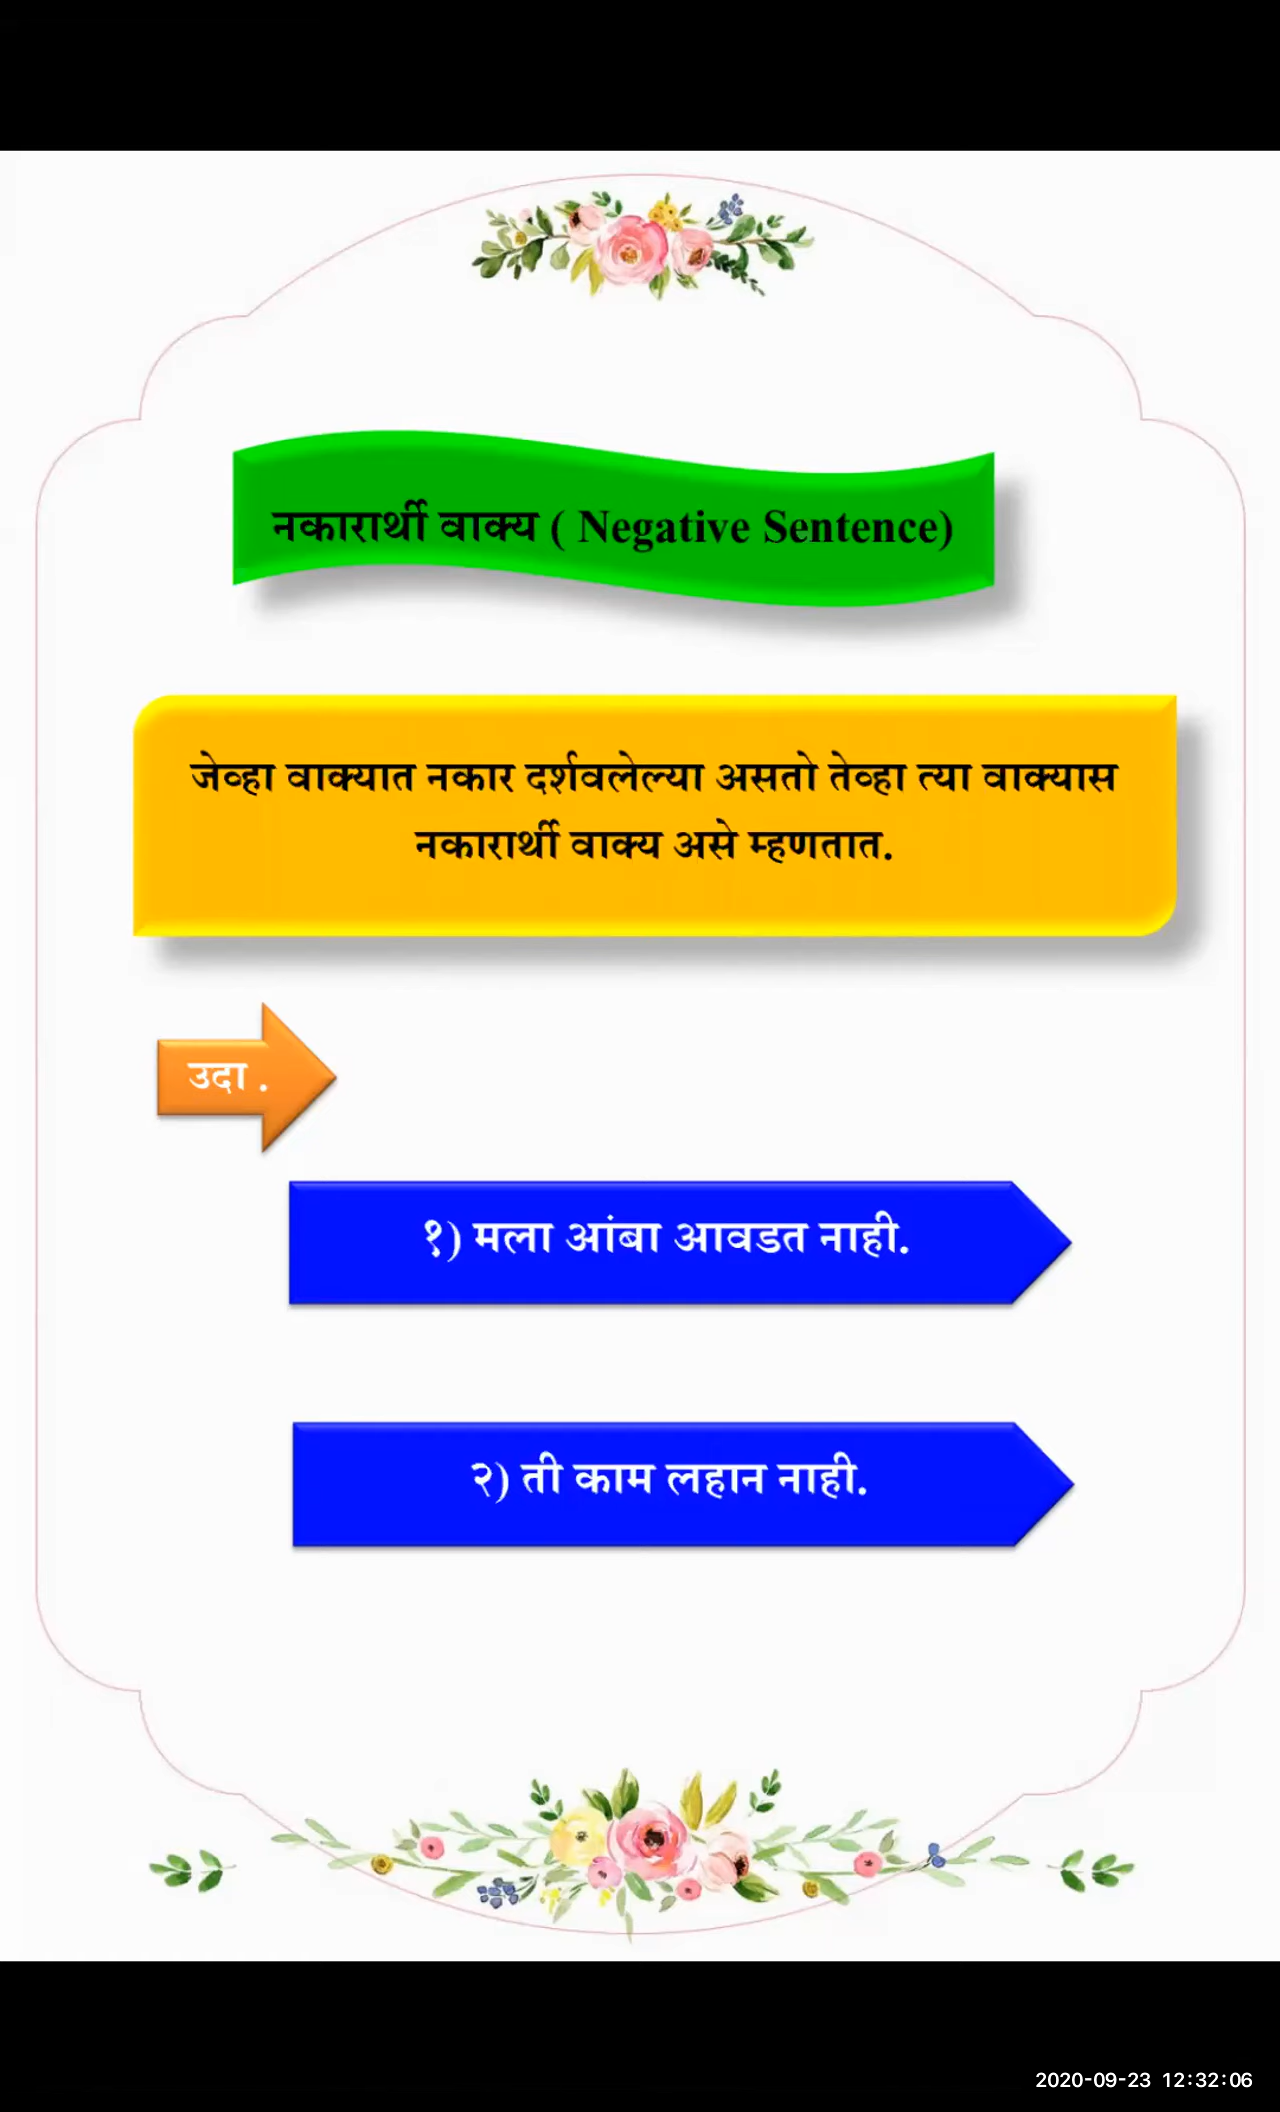 नकारार्थी वाक्य ( Negative Sentence)
जेव्हा वाक्यात नकार दर्शवलेल्या असतो तेव्हा त्या वाक्यास
नकारार्थी वाक्य असे म्हणतात.
उदा .
१) मला आंबा आवडत नाही.
२) ती काम लहान नाही.
2020-09-23 12:32:06